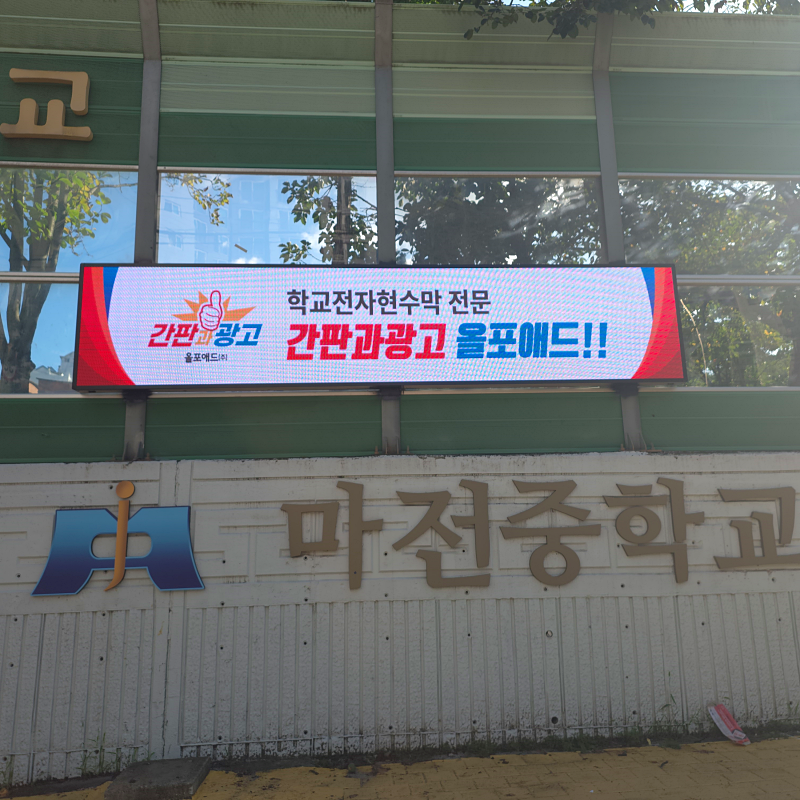 교
학교전자현수막 전문
간판과광고 올포애드!!
간판과광고
올포애드(주)
마전중학교